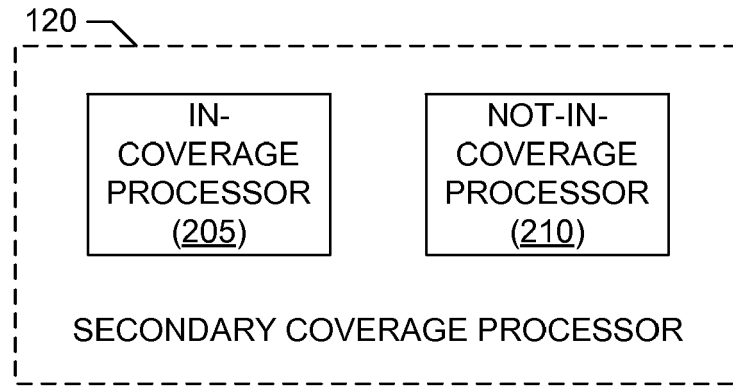 120
IN-
COVERAGE
PROCESSOR
(205)
NOT-IN-
COVERAGE
PROCESSOR
(210)
SECONDARY COVERAGE PROCESSOR